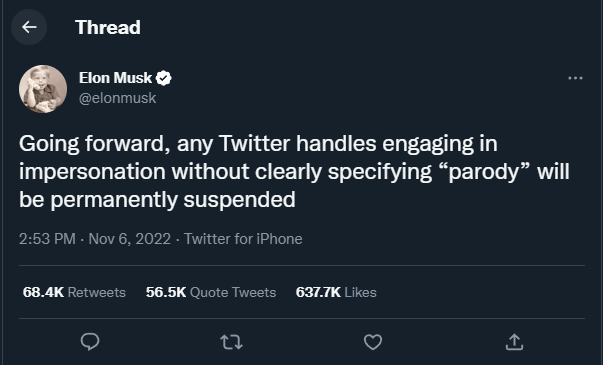 Thread
Elon Musk
@elonmusk
Going forward, any Twitter handles engaging in
impersonation without clearly specifying “parody” will
be permanently suspended
2:53 PM · Nov 6, 2022 · Twitter for iPhone
68.4K Retweets 56.5K Quote Tweets 637.7K Likes